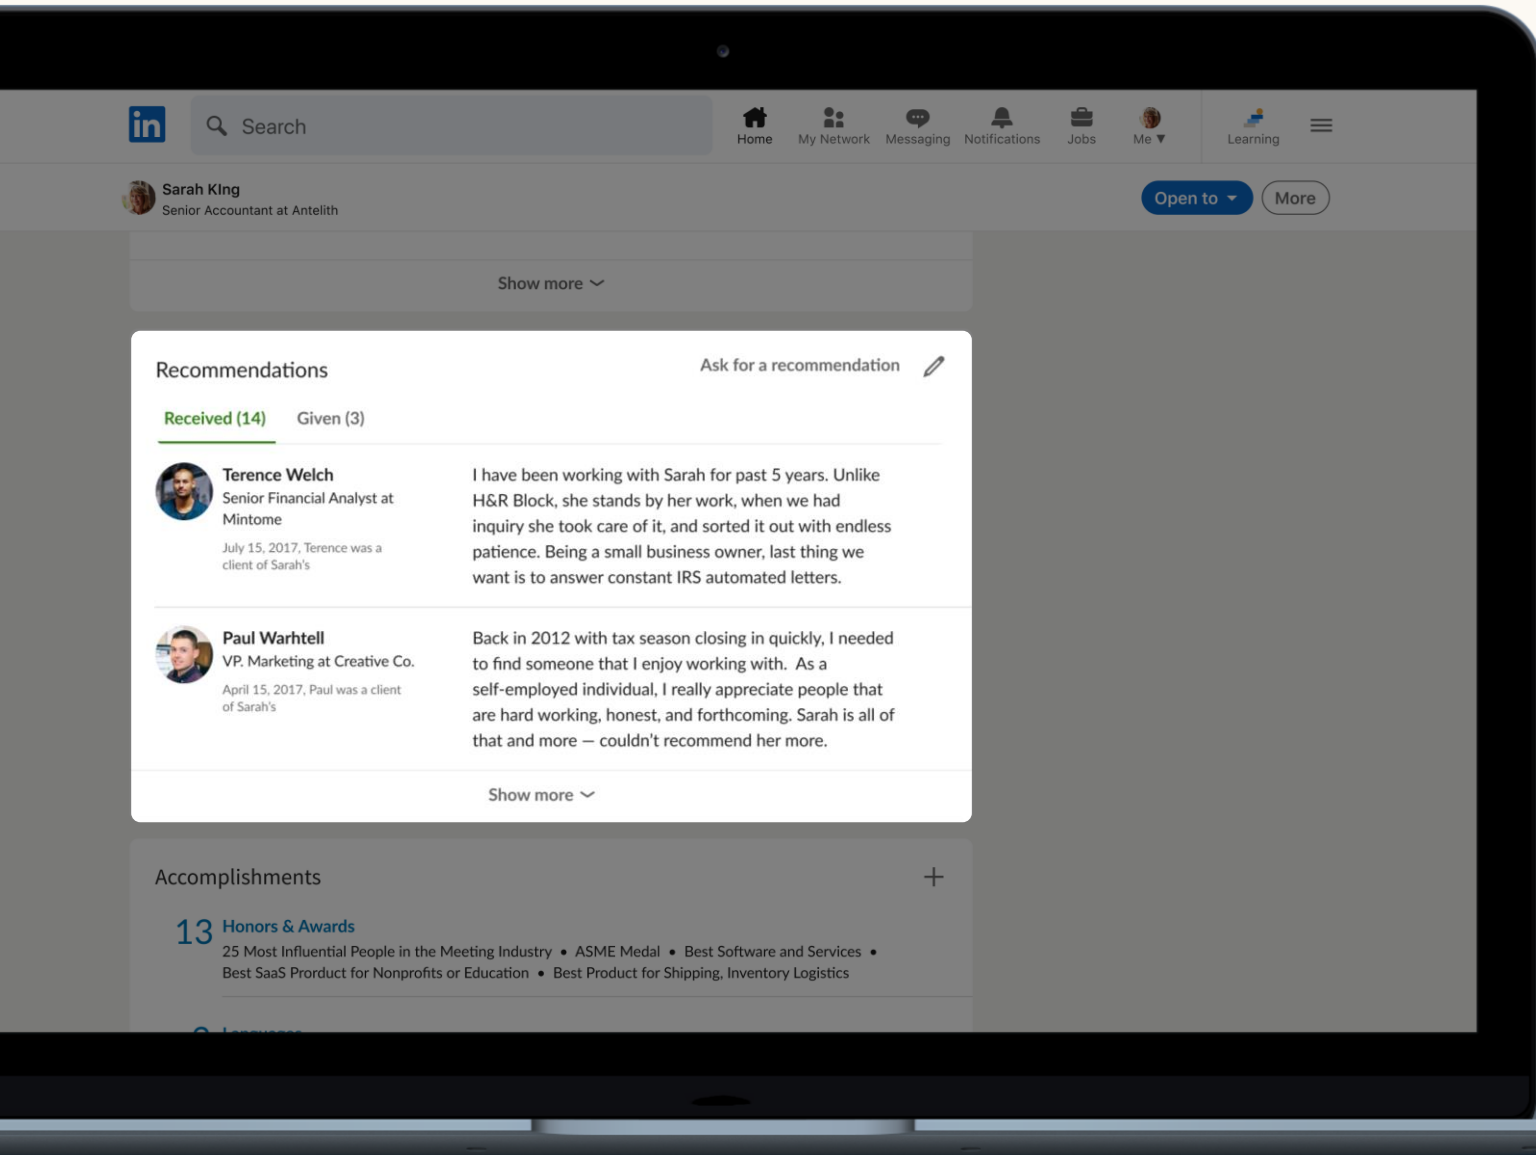 in
Search
Home
My Network
Messaging
Notifications
Jobs
Me ▼
Learning
Sarah KIng
Senior Accountant at Antelith
Open to
More
Show more
Recommendations
Ask for a recommendation
Received (14)
Given (3)
Terence Welch
Senior Financial Analyst at
Mintome
July 15, 2017, Terence was a
client of Sarah's
I have been working with Sarah for past 5 years. Unlike
H&R Block, she stands by her work, when we had
inquiry she took care of it, and sorted it out with endless
patience. Being a small business owner, last thing we
want is to answer constant IRS automated letters.
Paul Warhtell
VP. Marketing at Creative Co.
April 15, 2017, Paul was a client
of Sarah's
Back in 2012 with tax season closing in quickly, I needed
to find someone that I enjoy working with.  As a
self-employed individual, I really appreciate people that
are hard working, honest, and forthcoming. Sarah is all of
that and more — couldn't recommend her more.
Show more
Accomplishments
13
Honors & Awards
25 Most Influential People in the Meeting Industry • ASME Medal • Best Software and Services •
Best SaaS Prorduct for Nonprofits or Education • Best Product for Shipping, Inventory Logistics